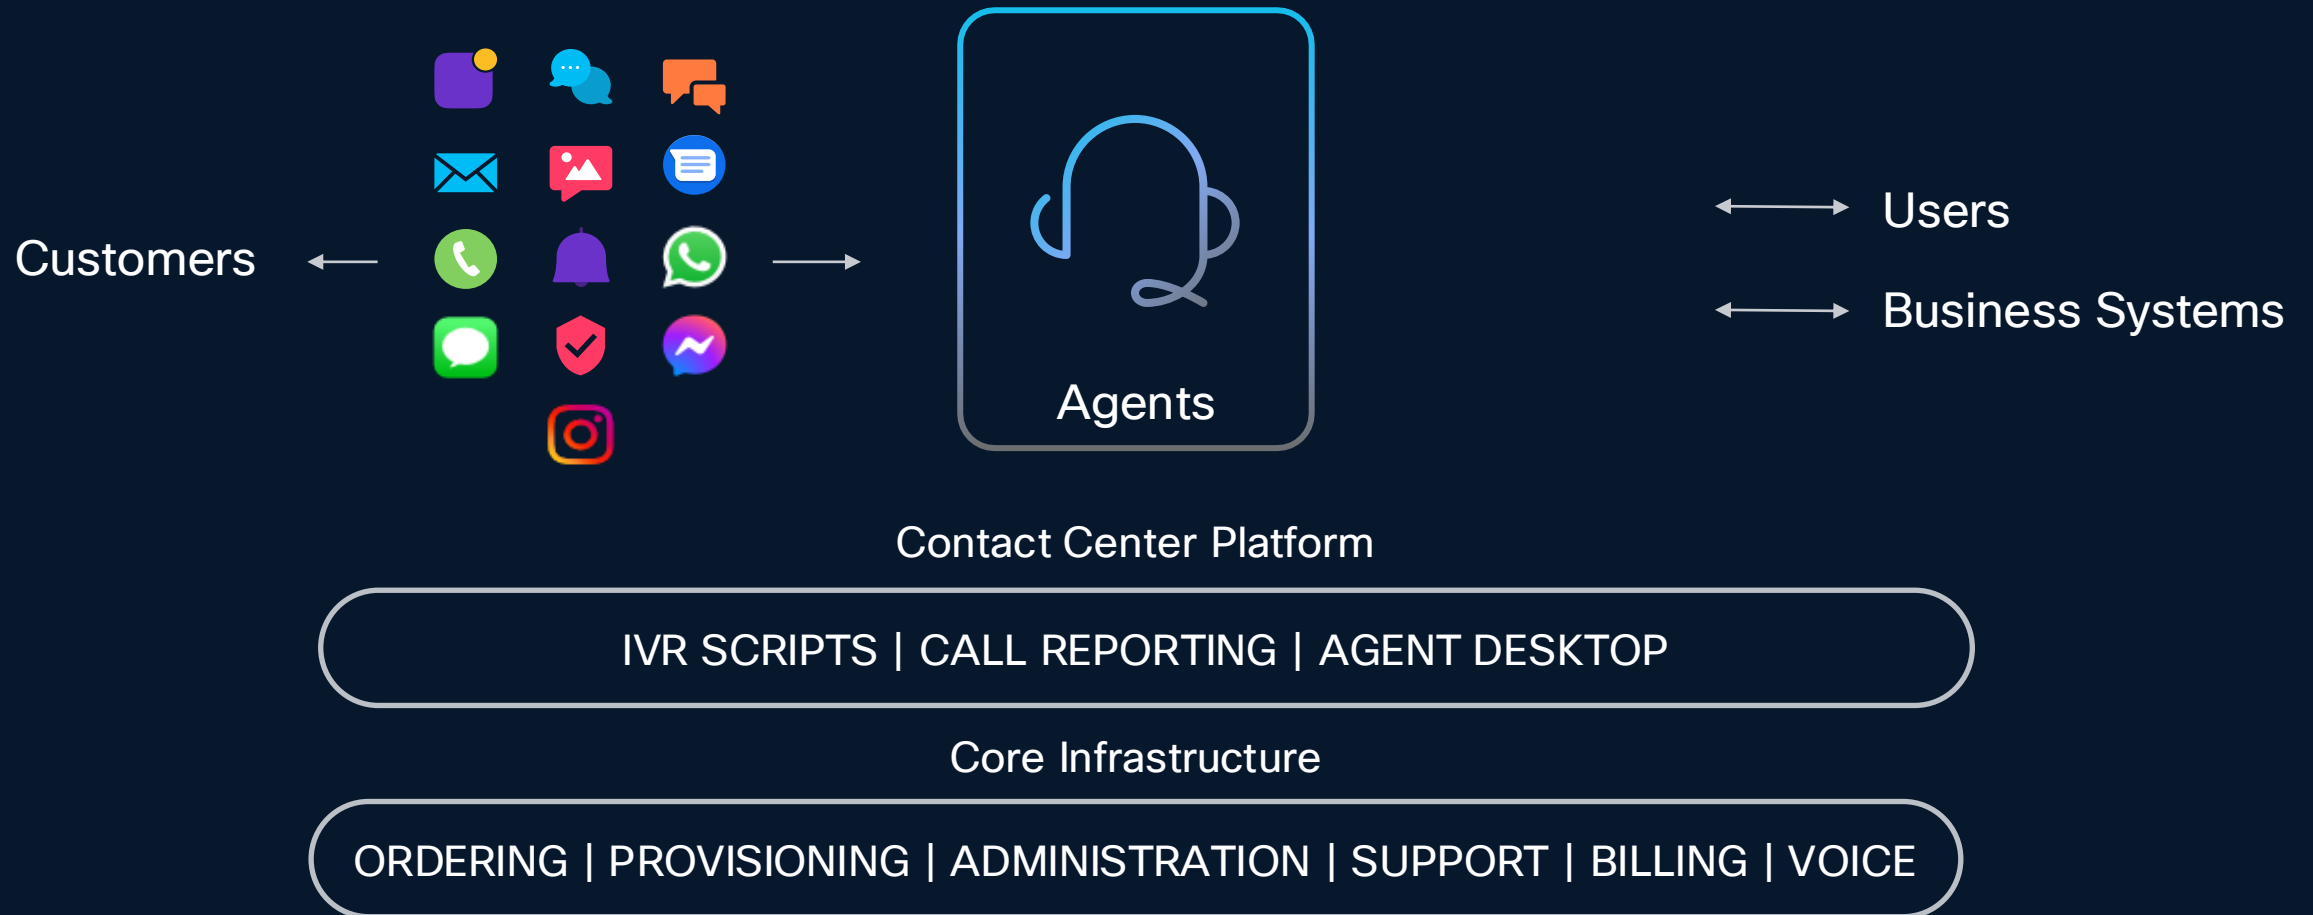 Customers
Agents
Users
Business Systems
Contact Center Platform
IVR SCRIPTS | CALL REPORTING | AGENT DESKTOP
Core Infrastructure
ORDERING | PROVISIONING | ADMINISTRATION | SUPPORT | BILLING | VOICE